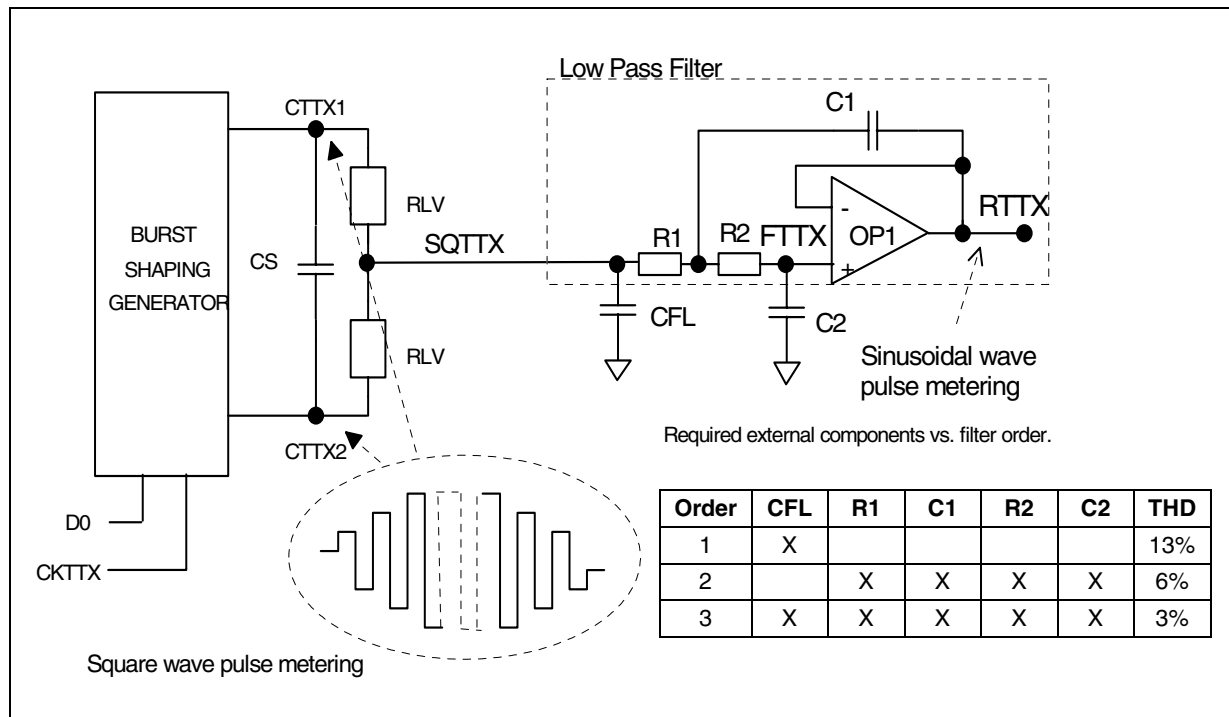 Low Pass Filter
C1
CTTX1
RLV
BURST
SHAPING
GENERATOR
CS
SQTTX
R1
R2
FTTX
-
+
OP1
RTTX
CFL
C2
RLV
CTTX2
Sinusoidal wave
pulse metering
D0
CKTTX
Square wave pulse metering
Required external components vs. filter order.
Order CFL R1 C1 R2 C2 THD
1 X 13%
2 X X X X 6%
3 X X X X X 3%